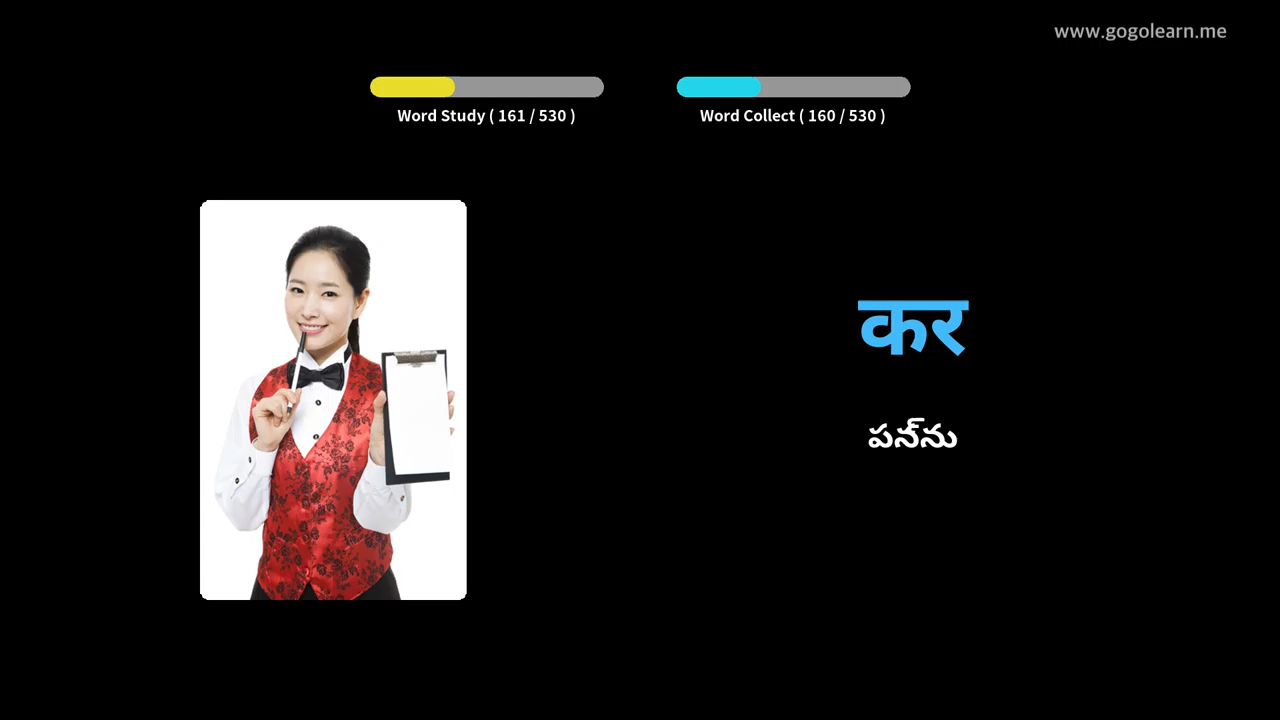 www.gogolearn.me
Word Study ( 161 / 530 )
Word Collect ( 160 / 530 )
कर
పన్‌ను